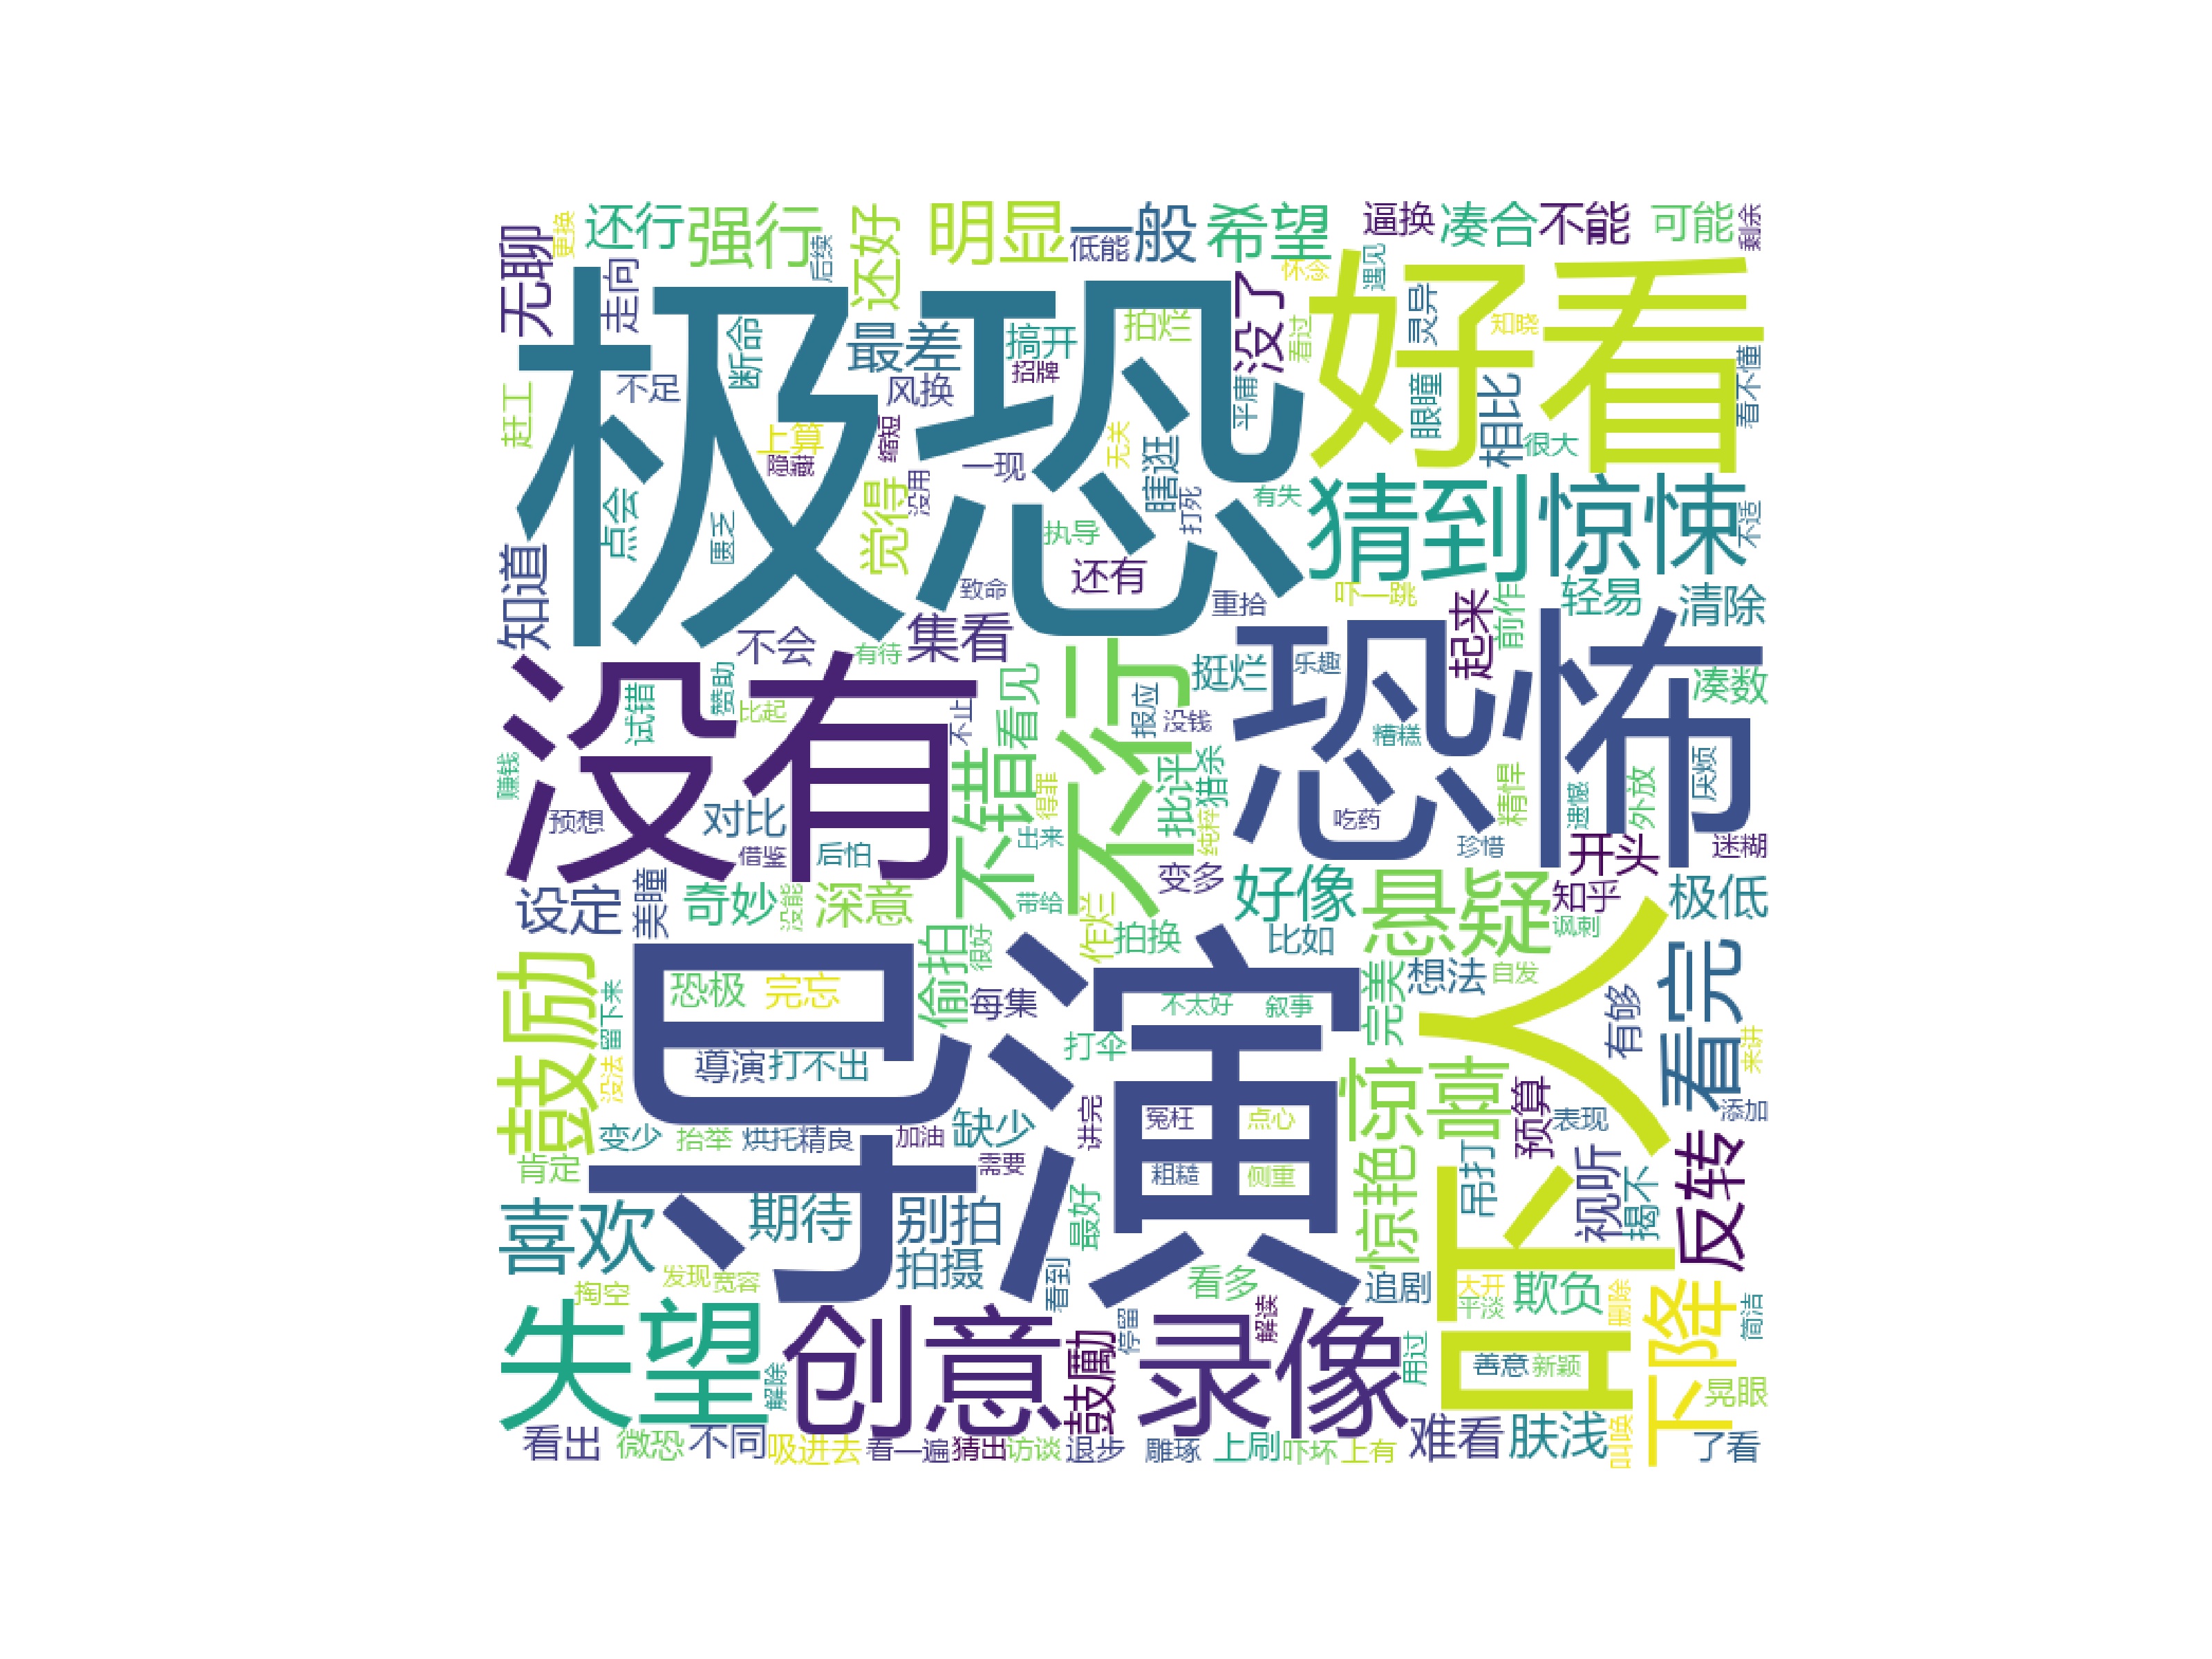 无聊
更换
还行
强行
后续
还好
明显
一般
低能
希望
逼换
凑合
不能
可能
剩余
走向
极恐
好看
没了
遇见
灵异
知晓
看不懂
断命
最差
搞开
拍烂
看过
不足
风换
招牌
平庸
眼瞳
相比
很大
赶工
上算
隐藏
缩短
一现
无关
瞎逛
猜到
惊悚
不适
点会
匮乏
觉得
没用
执导
打死
有失
知道
致命
还有
重拾
吓一跳
起来
前作
轻易
清除
不会
集看
有待
看见
不行
挺烂
乐趣
恐怖
凑数
没有
试错
赞助
比起
不止
不错
报应
没钱
糟糕
赚钱
预想
对比
借鉴
后怕
得罪
出来
批评
猎杀
纯粹
吃药
精悍
遗憾
外放
厌烦
珍惜
开头
迷糊
设定
美瞳
奇妙
没能
深意
带给
变多
好像
悬疑
知乎
讽刺
极低
鼓励
留下来
没法
恐极
完忘
偷拍
很好
每集
作烂
拍换
比如
不太好
叙事
完美
想法
自发
吓人
有够
看完
来讲
導演
打不出
导演
打伞
惊喜
预算
表现
添加
变少
抬举
烘托
精良
加油
缺少
需要
讲完
冤枉
点心
粗糙
侧重
肯定
惊艳
吊打
视听
揭不
反转
喜欢
期待
别拍
拍摄
最好
看到
看多
追剧
大开
平淡
欺负
删除
下降
简洁
掏空
发现
宽容
失望
解除
创意
鼓勵
停留
录像
解读
用过
善意
新颖
晃眼
看出
微恐
不同
吸进去
看一遍
猜出
访谈
退步
雕琢
上刷
吓坏
上有
难看
肤浅
叫唤
了看